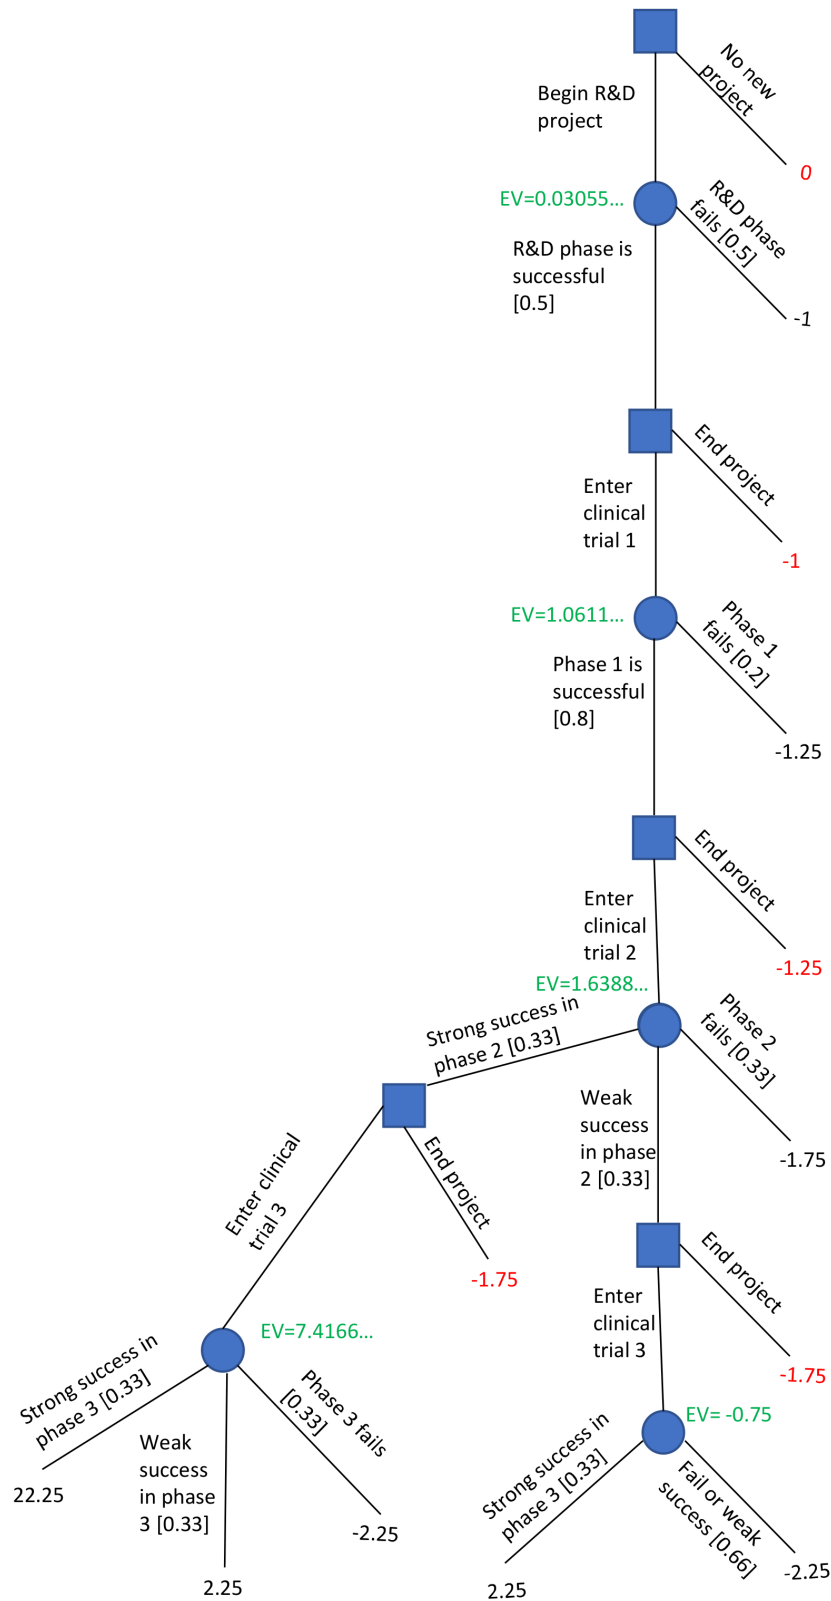 No new
project
Begin R&D
project
0
EV=0.03055...
R&D phase
fails [0.5]
R&D phase is
successful
[0.5]
-1
End project
Enter
clinical
trial 1
-1
EV=1.0611...
Phase 1
fails [0.2]
Phase 1 is
successful
[0.8]
-1.25
End project
Enter
clinical
trial 2
-1.25
EV=1.6388...
Strong success in
phase 2 [0.33]
Phase 2
fails [0.33]
Weak
success
in phase
2 [0.33]
-1.75
End project
Enter clinical
trial 3
-1.75
End project
Enter
clinical
trial 3
-1.75
EV=7.4166...
Strong success in
phase 3 [0.33]
Weak
success
in phase
3 [0.33]
Phase 3 fails
[0.33]
22.25
2.25
-2.25
EV= -0.75
Strong success in
phase 3 [0.33]
Fail or weak
success [0.66]
2.25
-2.25